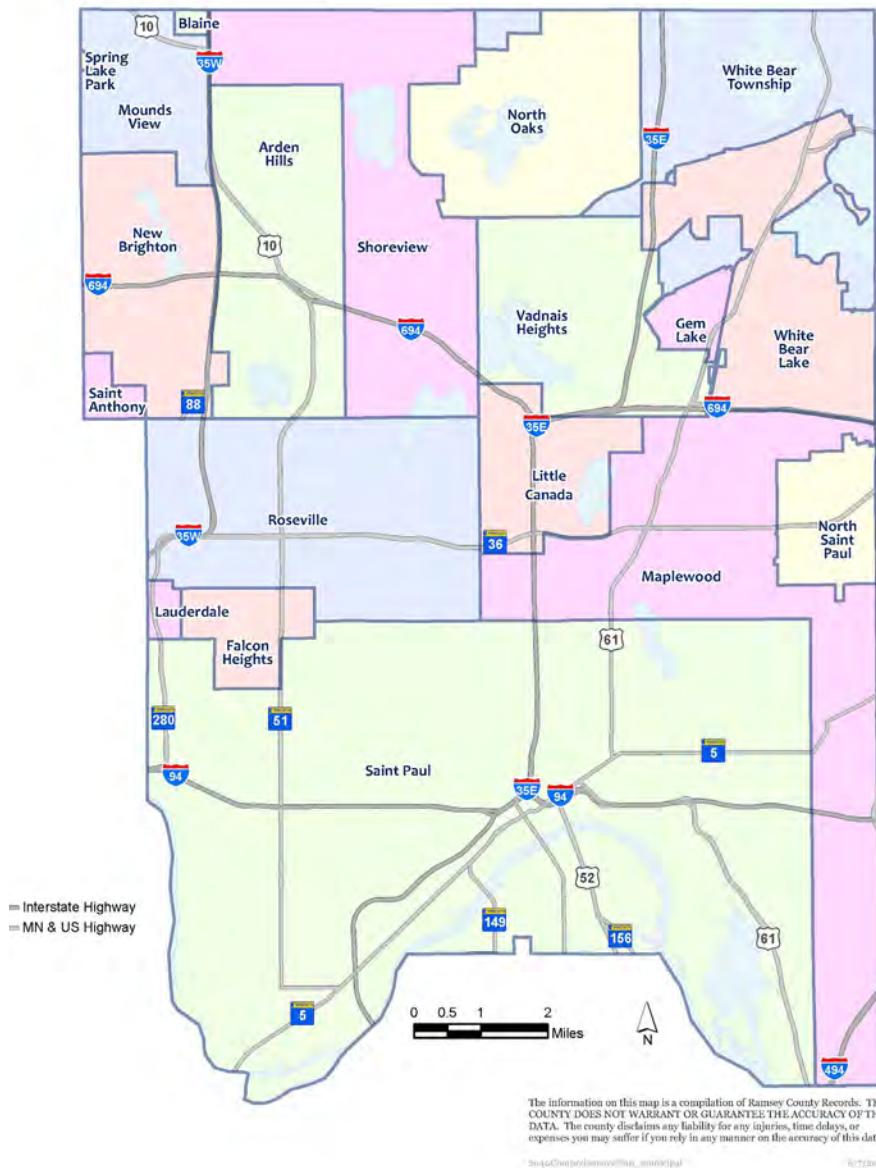 Blaine
10
35W
Spring
Lake
Park
Mounds
View
White Bear
Township
North
Oaks
35E
Arden
Hills
New
Brighton
10
Shoreview
694
694
Vadnais
Heights
Gem
Lake
White
Bear
Lake
Saint
Anthony
88
694
35E
Little
Canada
Roseville
35W
36
North
Saint
Paul
Maplewood
Lauderdale
Falcon
Heights
61
280
51
5
Saint Paul
94
35E
94
52
Interstate Highway
MN & US Highway
149
156
61
5
0 0.5 1 2
Miles
N
494
The information on this map is a compilation of Ramsey County Records. TH
COUNTY DOES NOT WARRANT OR GUARANTEE THE ACCURACY OF TH
DATA. The county disclaims any liability for any injuries, time delays, or
expenses you may suffer if you rely in any manner on the accuracy of this dat